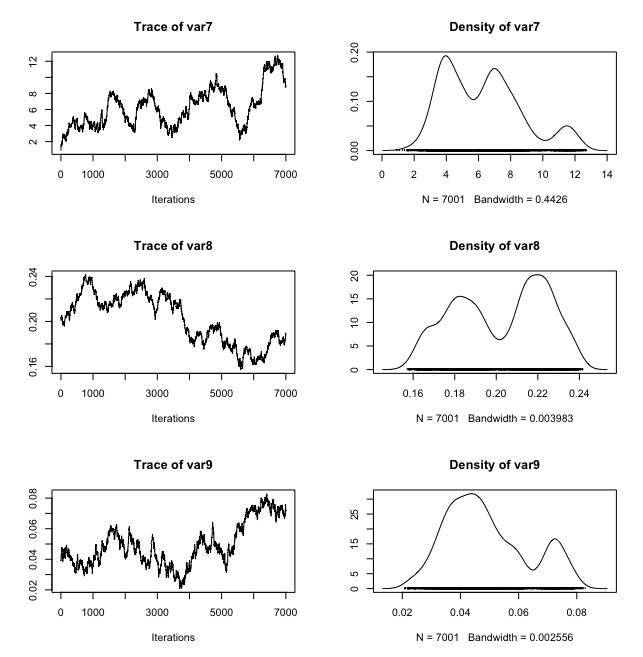 Trace of var7
12
8
6
4
2
0 1000 3000 5000 7000
Iterations
Density of var7
0.20
0.10
0.00
0 2 4 6 8 10 12 14
N = 7001 Bandwidth = 0.4426
Trace of var8
0.24
0.20
0.16
0 1000 3000 5000 7000
Iterations
Density of var8
20
15
10
5
0
0.16 0.18 0.20 0.22 0.24
N = 7001 Bandwidth = 0.003983
Trace of var9
0.08
0.06
0.04
0.02
0 1000 3000 5000 7000
Iterations
Density of var9
25
15
5
0
0.02 0.04 0.06 0.08
N = 7001 Bandwidth = 0.002556